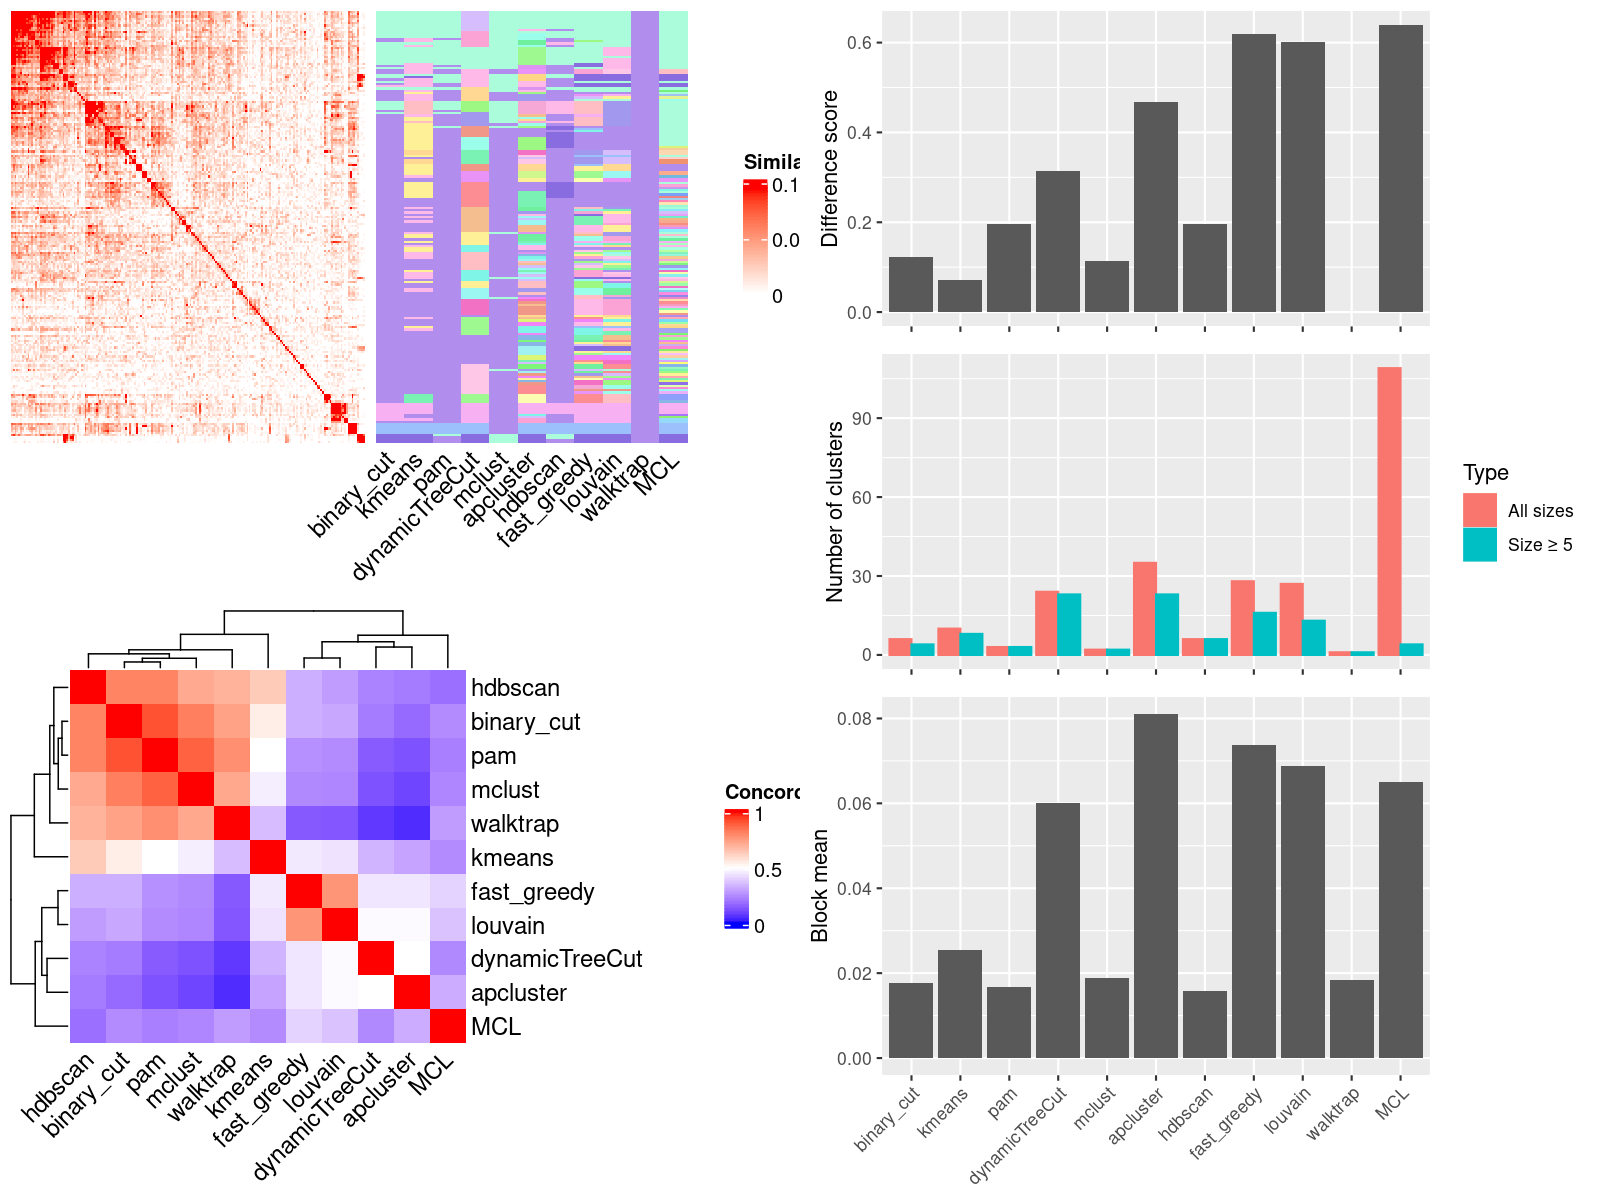 Simila
0.1
0.0
0
binary_cut
kmeans
pam
dynamicTreeCut
mclust
apcluster
hdbscan
fast_greedy
louvain
walktrap
MCL
hdbscan
binary_cut
pam
mclust
walktrap
kmeans
fast_greedy
louvain
dynamicTreeCut
apcluster
MCL
hdbscan
binary_cut
pam
mclust
walktrap
kmeans
fast_greedy
louvain
dynamicTreeCut
apcluster
MCL
Concord
1
0.5
0
Difference score
0.6
0.4
0.2
0.0
Number of clusters
90
60
30
0
Type
All sizes
Size ≥ 5
Block mean
0.08
0.06
0.04
0.02
0.00
binary_cut
kmeans
pam
dynamicTreeCut
mclust
apcluster
hdbscan
fast_greedy
louvain
walktrap
MCL